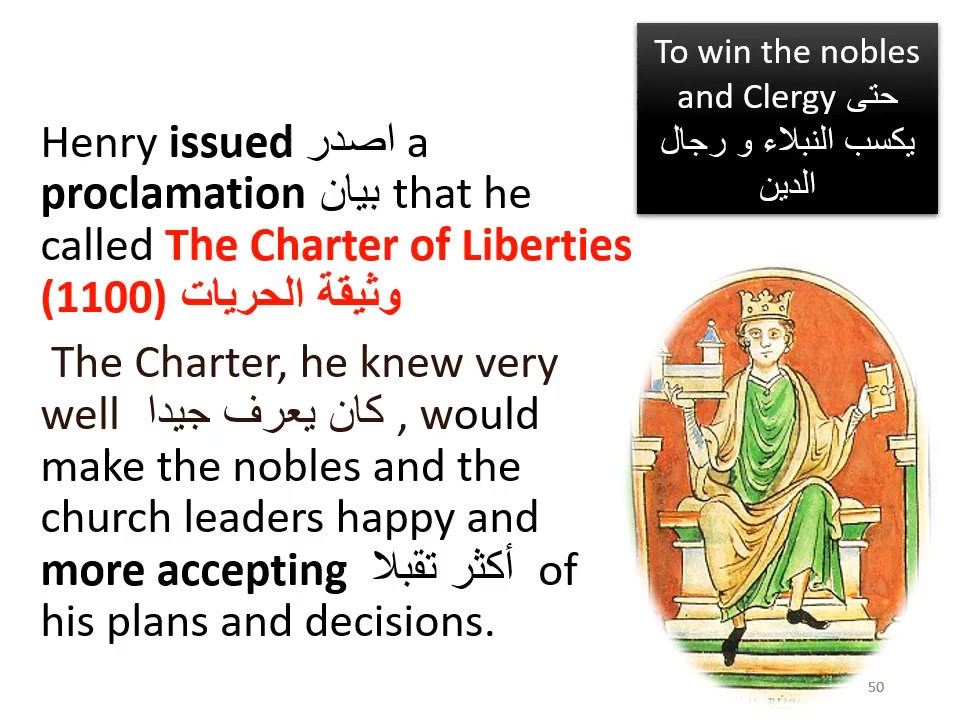 To win the nobles
and Clergy حتى
يكسب النبلاء و رجال
الدين
Henry issued اصدر a
proclamation بيان that he
called The Charter of Liberties
(1100) وثيقة الحريات
The Charter, he knew very
well كان يعرف جيدا , would
make the nobles and the
church leaders happy and
more accepting أكثر تقبلا of
his plans and decisions.
50